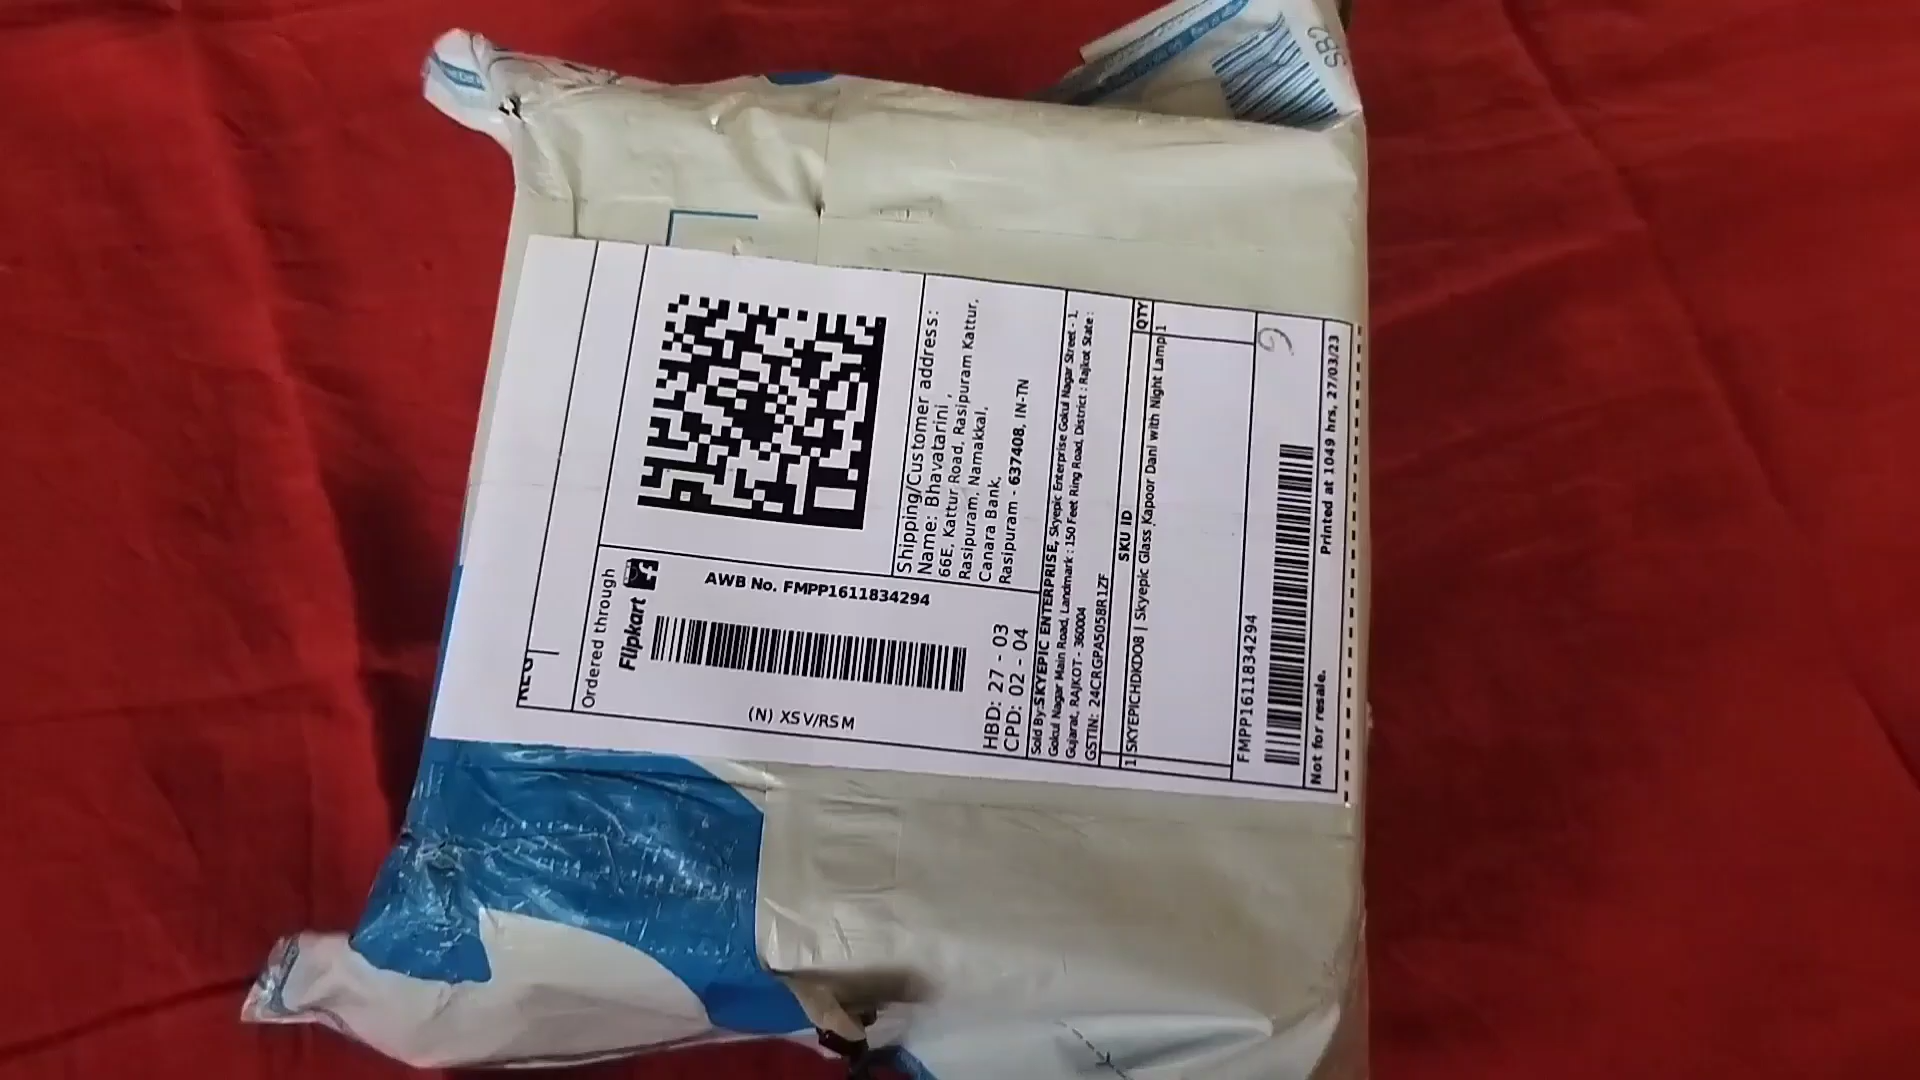 Ordered through
Flipkart
AWB No. FMPP1611834294
(N) XSV/RSM
HBD: 27 - 03
CPD: 02 - 04
Shipping/Customer address:
Name: Bhavatarini ,
66E, Kattur Road, Rasipuram Kattur,
Rasipuram, Namakkal,
Canara Bank,
Rasipuram - 637408, IN-TN
Sold By:SKYEPIC ENTERPRISE, Skyepic Enterprise Gokul Nagar Street - 1,
Gokul Nagar Main Road, Landmark : 150 Feet Ring Road, District : Rajkot State :
Gujarat, RAJKOT - 360004
GSTIN: 24CRGPA5058R1ZF
SKU ID QTY
1 SKYEPICHDKDO8 | Skyepic Glass Kapoor Dani with Night Lamp 1
FMPP1611834294
Not for resale. Printed at 1049 hrs, 27/03/23